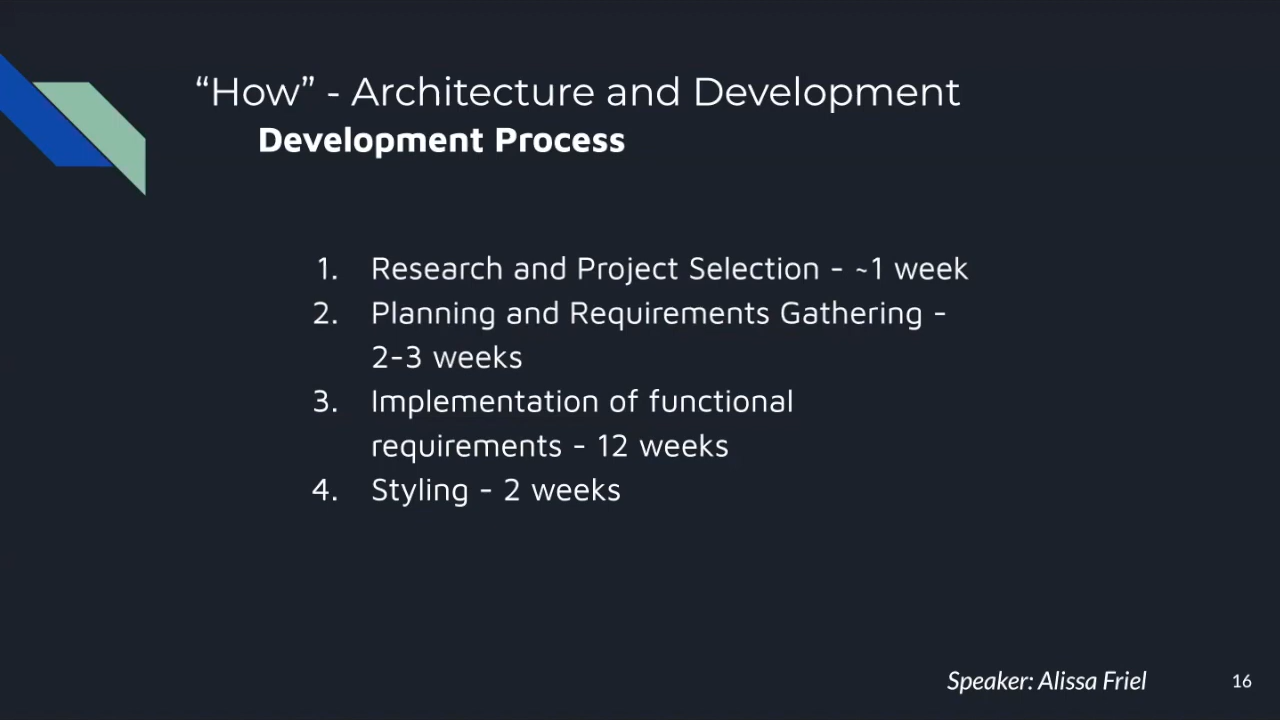 “How” - Architecture and Development
Development Process
1. Research and Project Selection - ~1 week
2. Planning and Requirements Gathering -
2-3 weeks
3. Implementation of functional
requirements - 12 weeks
4. Styling - 2 weeks
Speaker: Alissa Friel
16